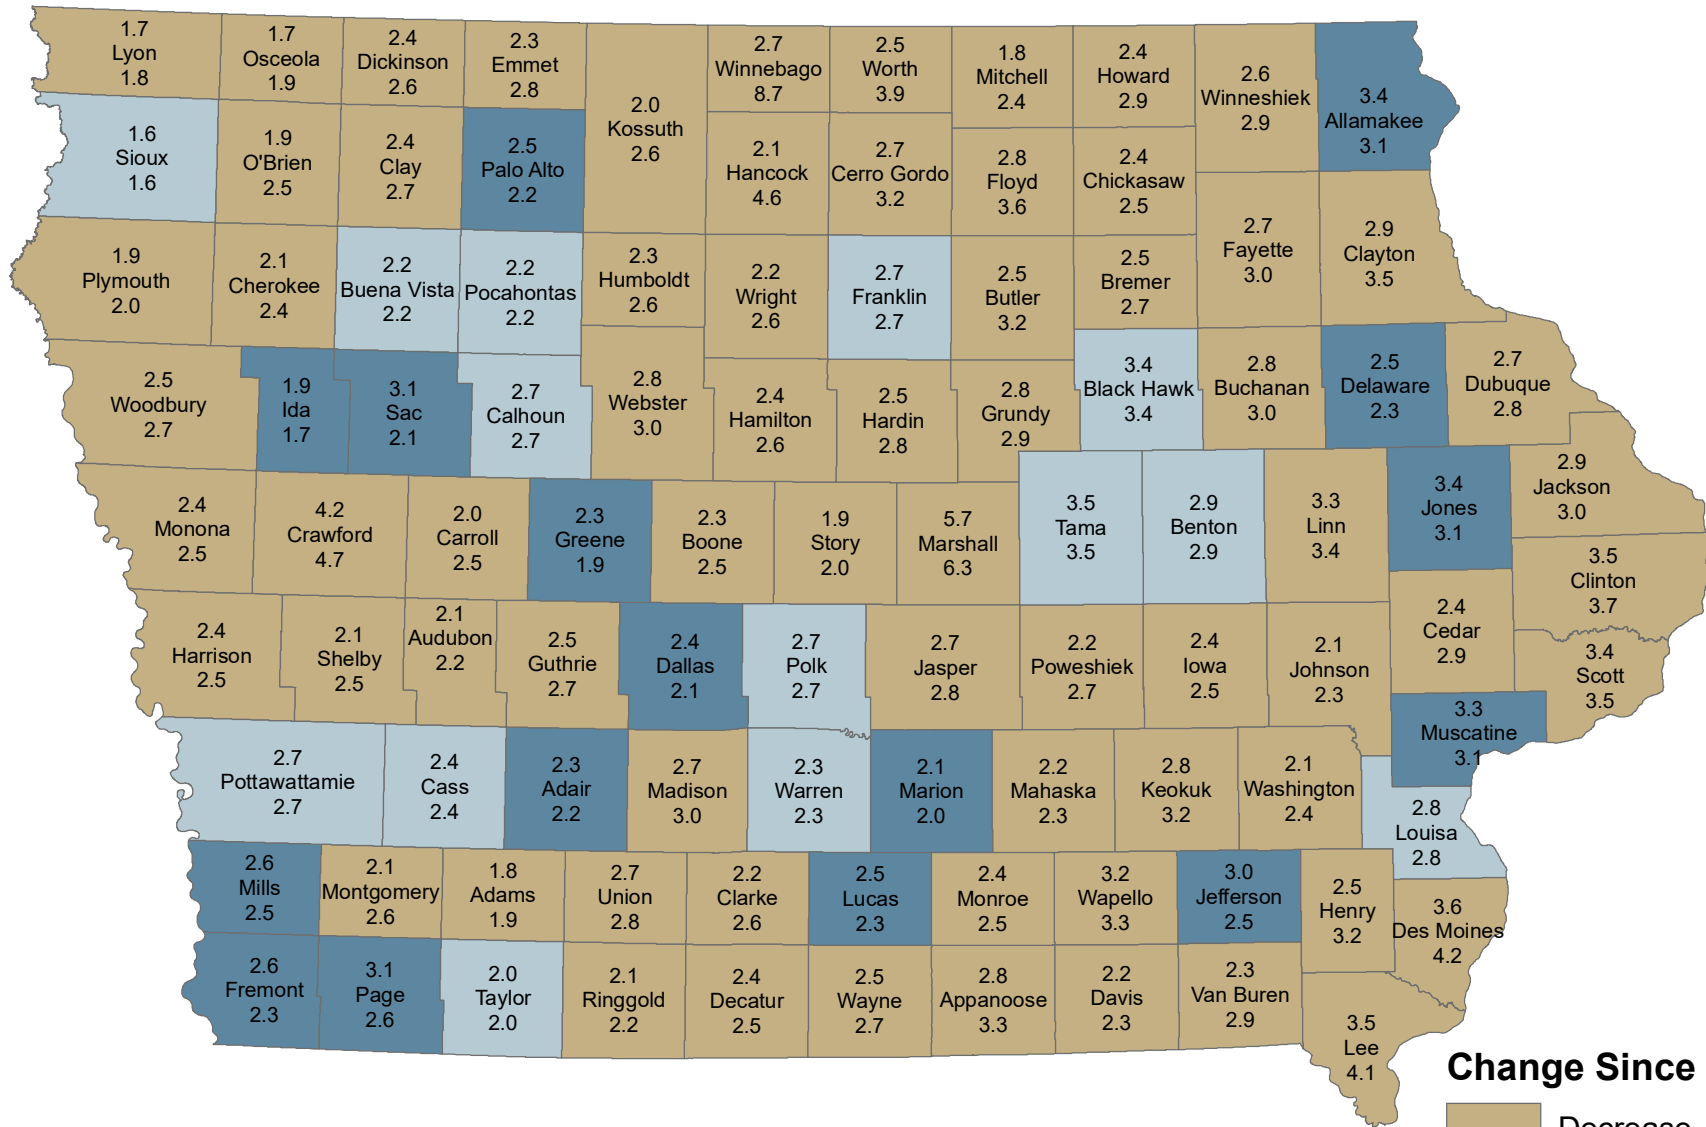 1.7
Lyon
1.8
1.7
Osceola
1.9
2.4
Dickinson
2.6
2.3
Emmet
2.8
2.0
Kossuth
2.6
2.7
Winnebago
8.7
2.5
Worth
3.9
1.8
Mitchell
2.4
2.4
Howard
2.9
2.6
Winneshiek
2.9
3.4
Allamakee
3.1
1.6
Sioux
1.6
1.9
O'Brien
2.5
2.4
Clay
2.7
2.5
Palo Alto
2.2
2.1
Hancock
4.6
2.7
Cerro Gordo
3.2
2.8
Floyd
3.6
2.4
Chickasaw
2.5
1.9
Plymouth
2.0
2.1
Cherokee
2.4
2.2
Buena Vista
2.2
2.2
Pocahontas
2.2
2.3
Humboldt
2.6
2.2
Wright
2.6
2.7
Franklin
2.7
2.5
Butler
3.2
2.5
Bremer
2.7
2.7
Fayette
3.0
2.9
Clayton
3.5
2.5
Woodbury
2.7
1.9
Ida
1.7
3.1
Sac
2.1
2.7
Calhoun
2.7
2.8
Webster
3.0
2.4
Hamilton
2.6
2.5
Hardin
2.8
2.8
Grundy
2.9
3.4
Black Hawk
3.4
2.8
Buchanan
3.0
2.5
Delaware
2.3
2.7
Dubuque
2.8
2.4
Monona
2.5
4.2
Crawford
4.7
2.0
Carroll
2.5
2.3
Greene
1.9
2.3
Boone
2.5
1.9
Story
2.0
5.7
Marshall
6.3
3.5
Tama
3.5
2.9
Benton
2.9
3.3
Linn
3.4
3.4
Jones
3.1
2.9
Jackson
3.0
3.5
Clinton
3.7
2.4
Harrison
2.5
2.1
Shelby
2.5
2.1
Audubon
2.2
2.5
Guthrie
2.7
2.4
Dallas
2.1
2.7
Polk
2.7
2.7
Jasper
2.8
2.2
Poweshiek
2.7
2.4
Iowa
2.5
2.1
Johnson
2.3
2.4
Cedar
2.9
3.4
Scott
3.5
3.3
Muscatine
3.1
2.7
Pottawattamie
2.7
2.4
Cass
2.4
2.3
Adair
2.2
2.7
Madison
3.0
2.3
Warren
2.3
2.1
Marion
2.0
2.2
Mahaska
2.3
2.8
Keokuk
3.2
2.1
Washington
2.4
2.8
Louisa
2.8
2.6
Mills
2.5
2.1
Montgomery
2.6
1.8
Adams
1.9
2.7
Union
2.8
2.2
Clarke
2.6
2.5
Lucas
2.3
2.4
Monroe
2.5
3.2
Wapello
3.3
3.0
Jefferson
2.5
2.5
Henry
3.2
3.6
Des Moines
4.2
2.6
Fremont
2.3
3.1
Page
2.6
2.0
Taylor
2.0
2.1
Ringgold
2.2
2.4
Decatur
2.5
2.5
Wayne
2.7
2.8
Appanoose
3.3
2.2
Davis
2.3
2.3
Van Buren
2.9
3.5
Lee
4.1
Change Since
Decrease